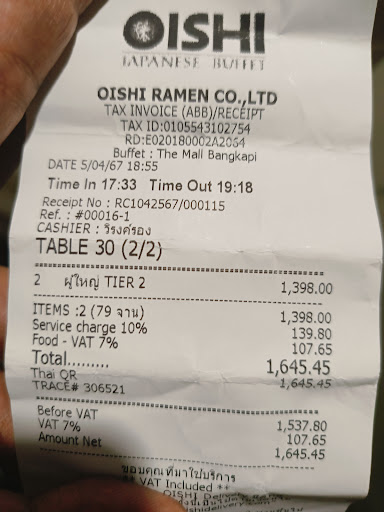 OISHI
JAPANESE BUFFET
OISHI RAMEN CO.,LTD
TAX INVOICE (ABB)/RECEIPT
TAX ID:0105543102754
RD:E020180002A2064
Buffet : The Mall Bangkapi
DATE 5/04/67 18:55
Time In 17:33 Time Out 19:18
Receipt No : RC1042567/000115
Ref. : #00016-1
CASHIER : วิรงค์รอง
TABLE 30 (2/2)
2 ผู้ใหญ่ TIER 2 1,398.00
ITEMS :2 (79 จาน) 1,398.00
Service charge 10% 139.80
Food - VAT 7% 107.65
Total......... 1,645.45
Thai QR 1,645.45
TRACE# 306521
Before VAT 1,537.80
VAT 7% 107.65
Amount Net 1,645.45
ขอบคุณที่มาใช้บริการ
** VAT Included **
OISHI Delivery